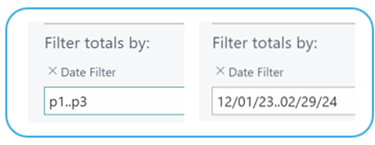 Filter totals by:
× Date Filter
p1..p3
Filter totals by:
× Date Filter
12/01/23..02/29/24